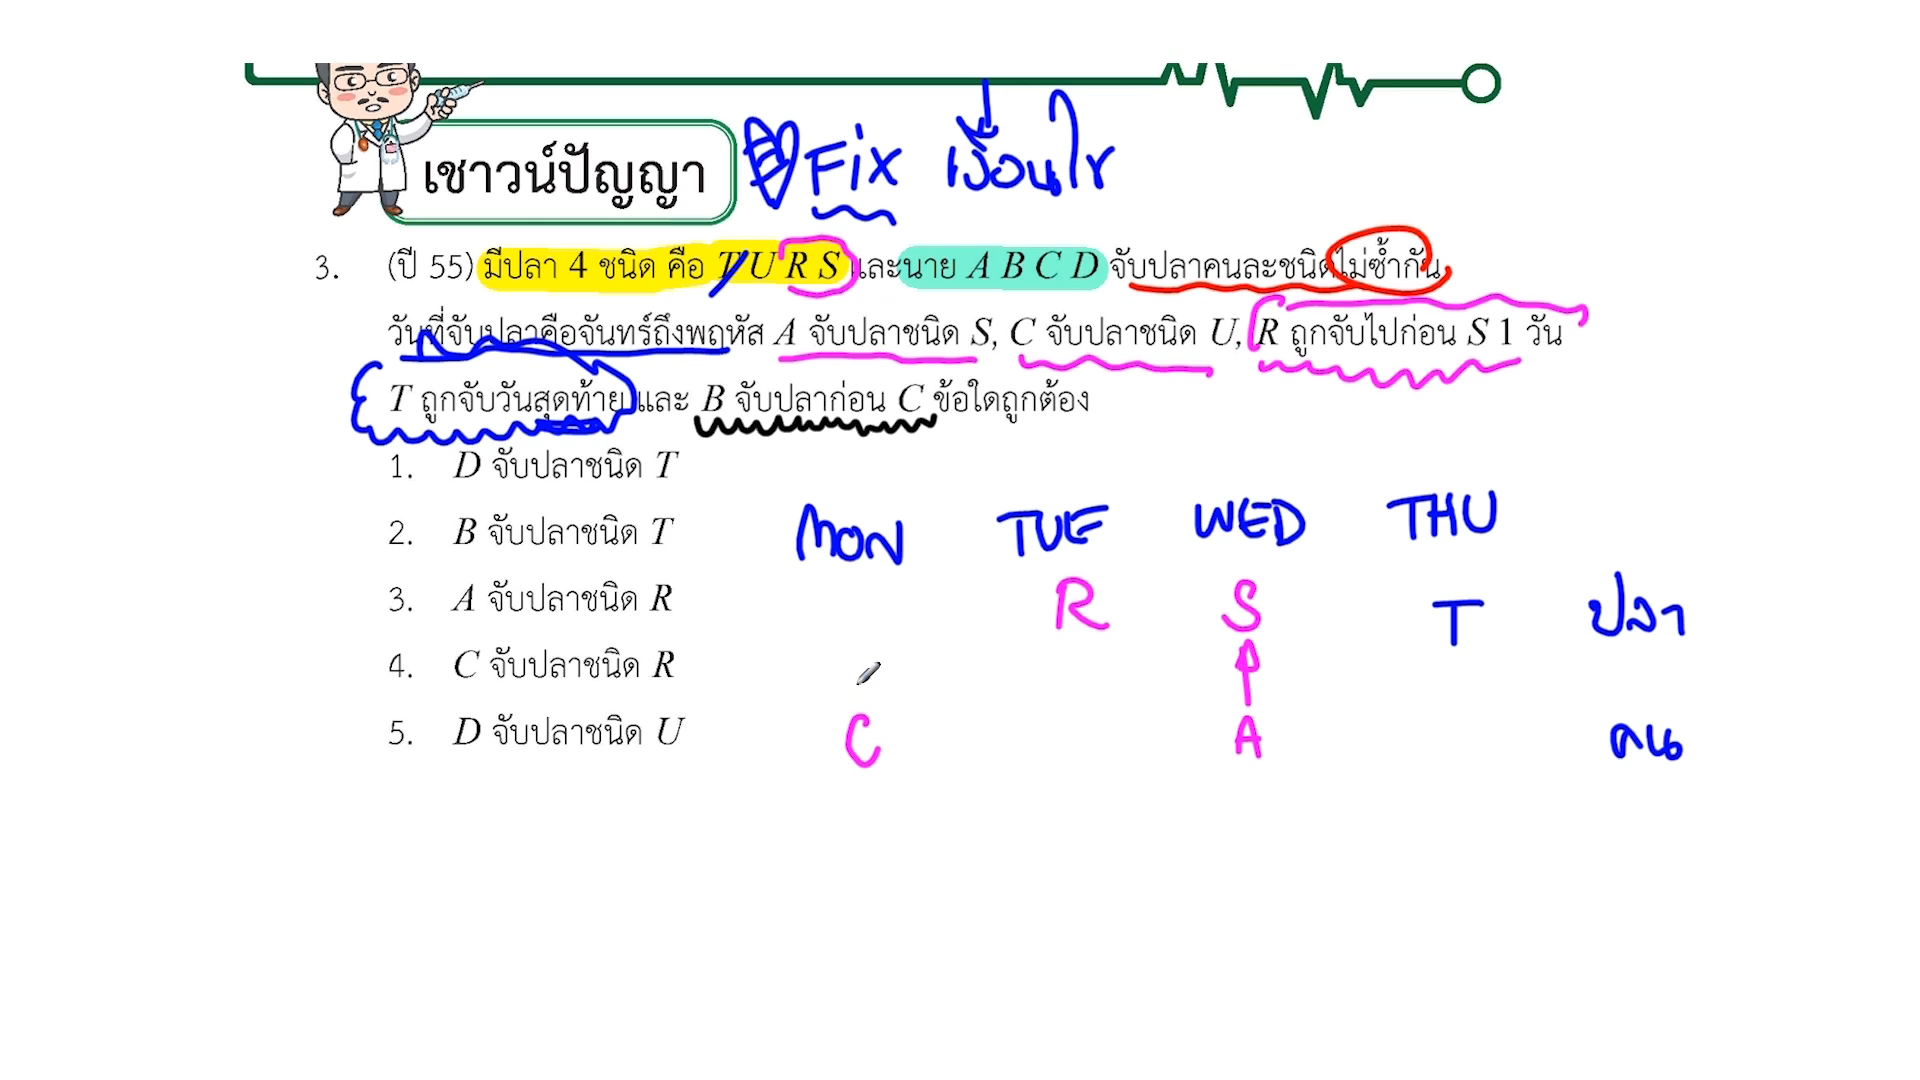 เชาวน์ปัญญา Fix เงื่อนไข
3. (ปี 55) มีปลา 4 ชนิด คือ T U R S และนาย A B C D จับปลาคนละชนิดไม่ซ้ำกัน
วันที่จับปลาคือจันทร์ถึงพฤหัส A จับปลาชนิด S, C จับปลาชนิด U, R ถูกจับไปก่อน S 1 วัน
T ถูกจับวันสุดท้าย และ B จับปลาก่อน C ข้อใดถูกต้อง
1. D จับปลาชนิด T
2. B จับปลาชนิด T
3. A จับปลาชนิด R
4. C จับปลาชนิด R
5. D จับปลาชนิด U
MON TUE WED THU
R S T ปลา
C A คน